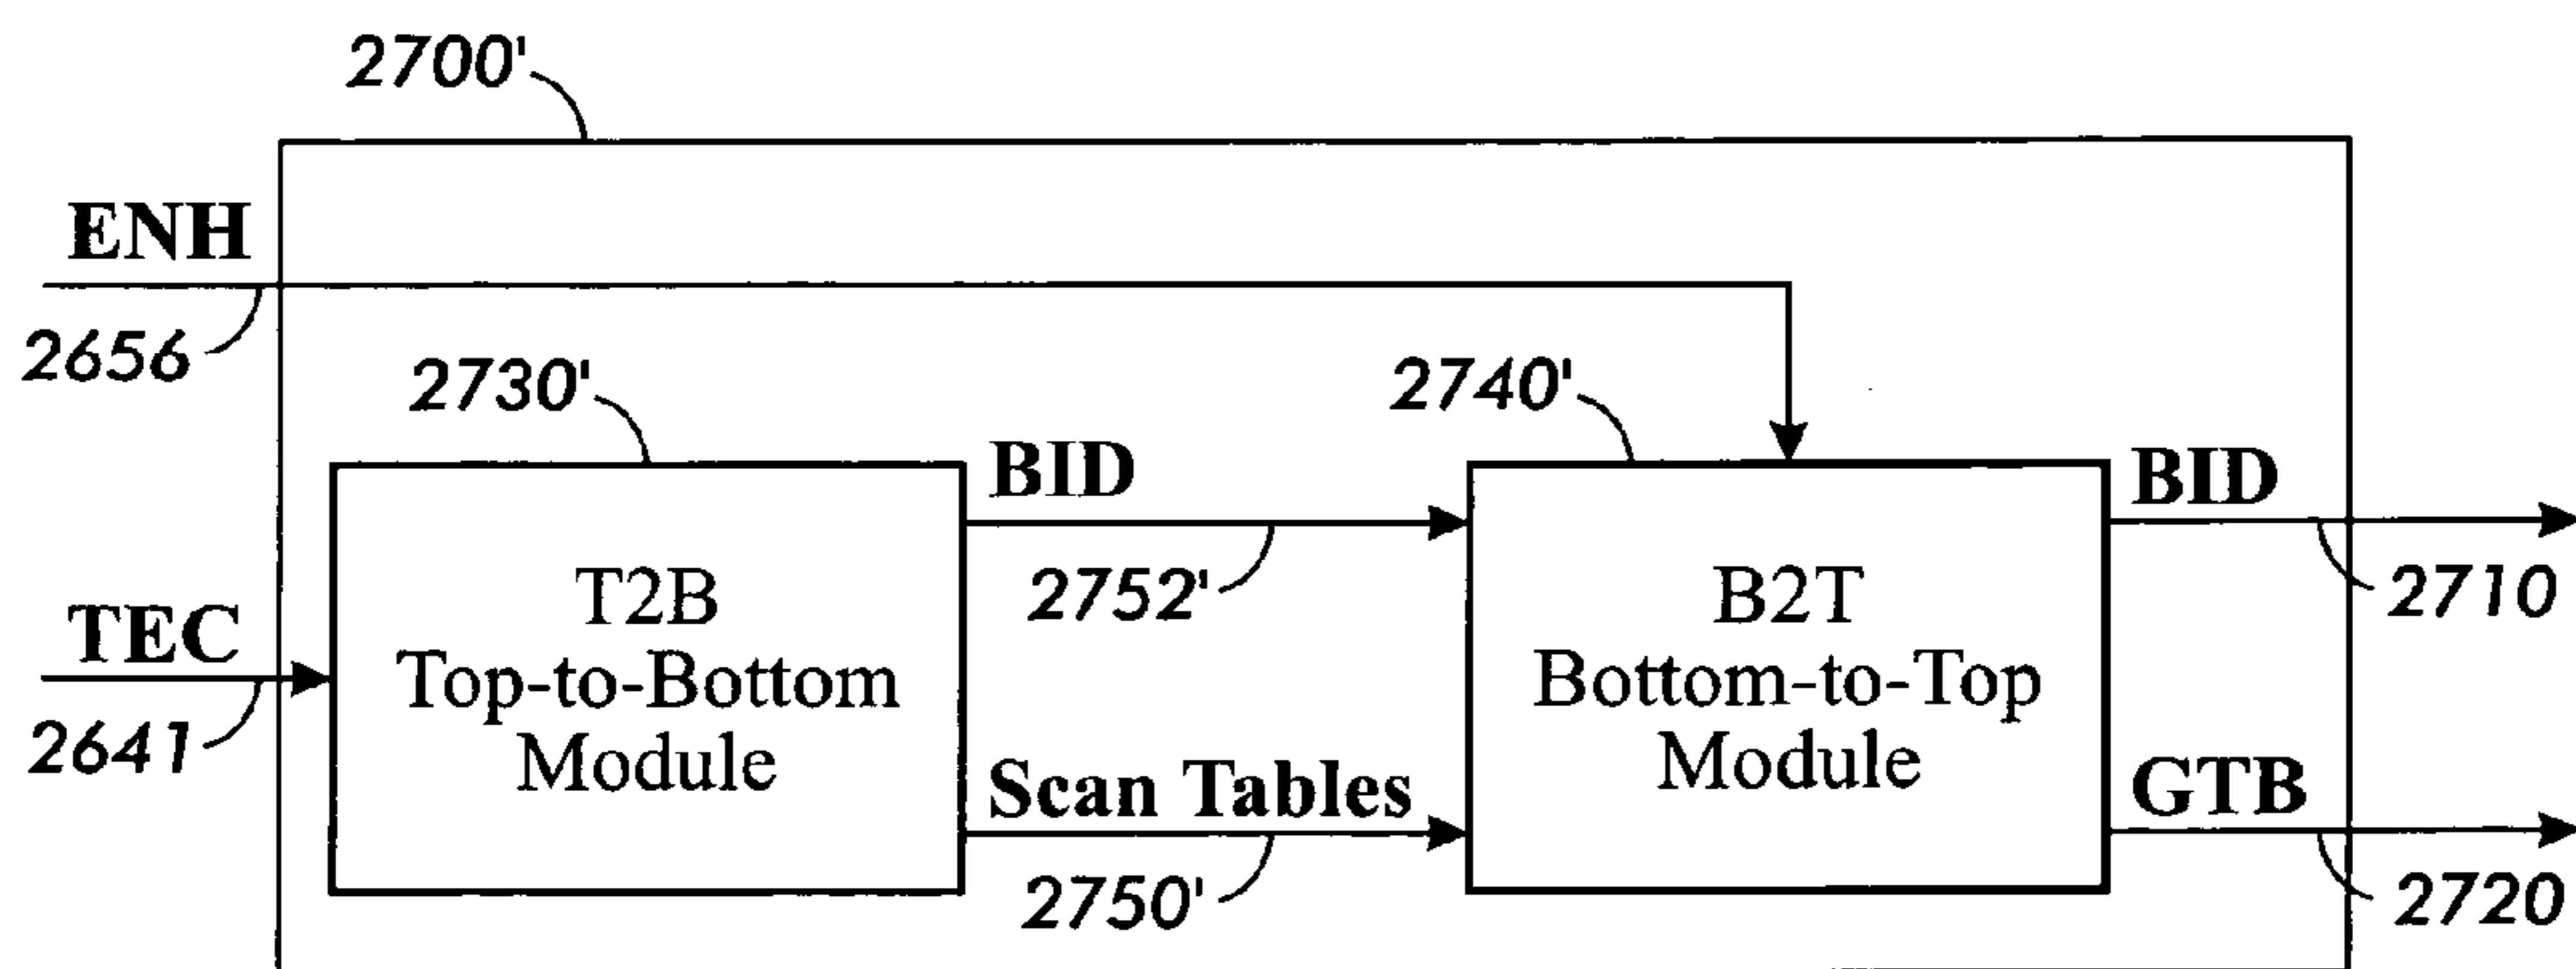 2700'
ENH
2656
2730'
2740'
BID
BID
2752'
2710
TEC
2641
T2B
Top-to-Bottom
Module
B2T
Bottom-to-Top
Module
Scan Tables
GTB
2750'
2720